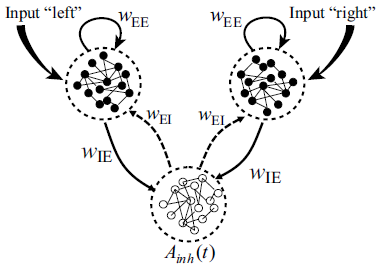 Input “left”
wEE
wEE
Input “right”
wEI
wEI
wIE
wIE
Ainh(t)